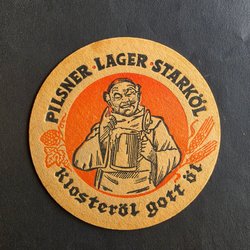 PILSNER · LAGER · STARKÖL
Klosteröl gott öl